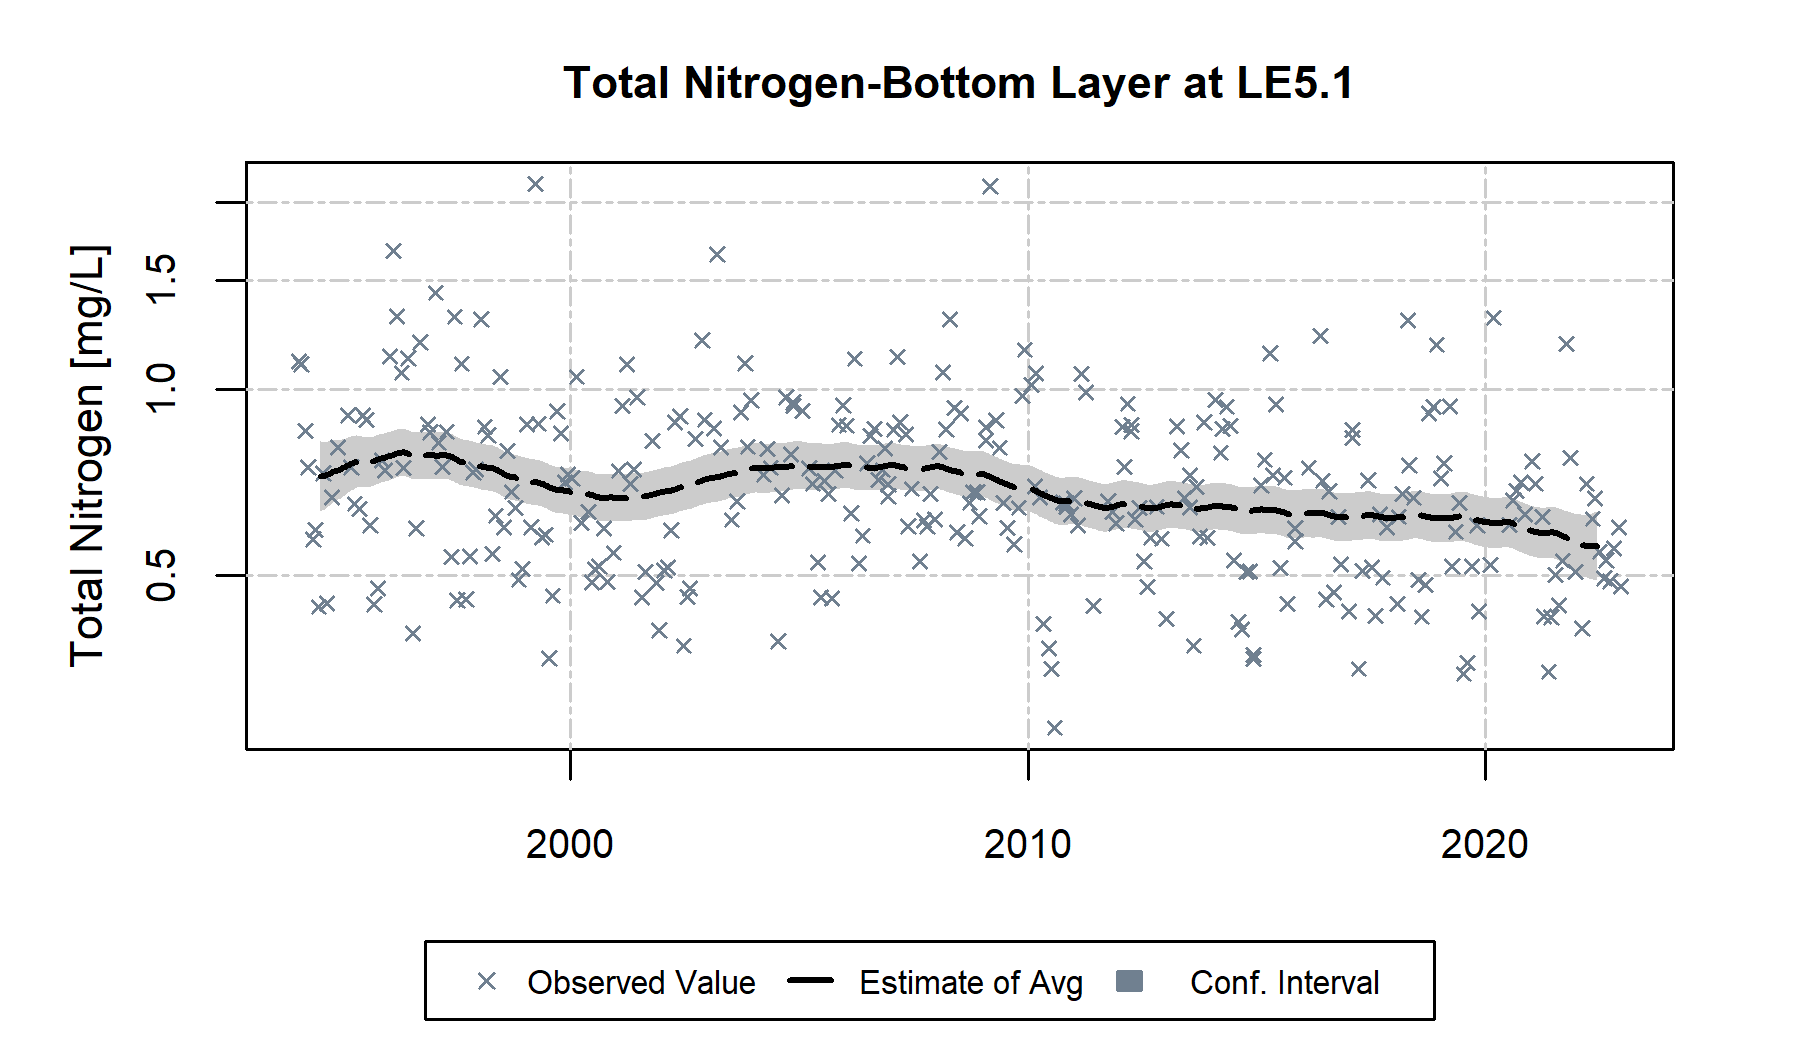 Total Nitrogen-Bottom Layer at LE5.1
Total Nitrogen [mg/L]
1.5
1.0
0.5
2000 2010 2020
Observed Value Estimate of Avg Conf. Interval